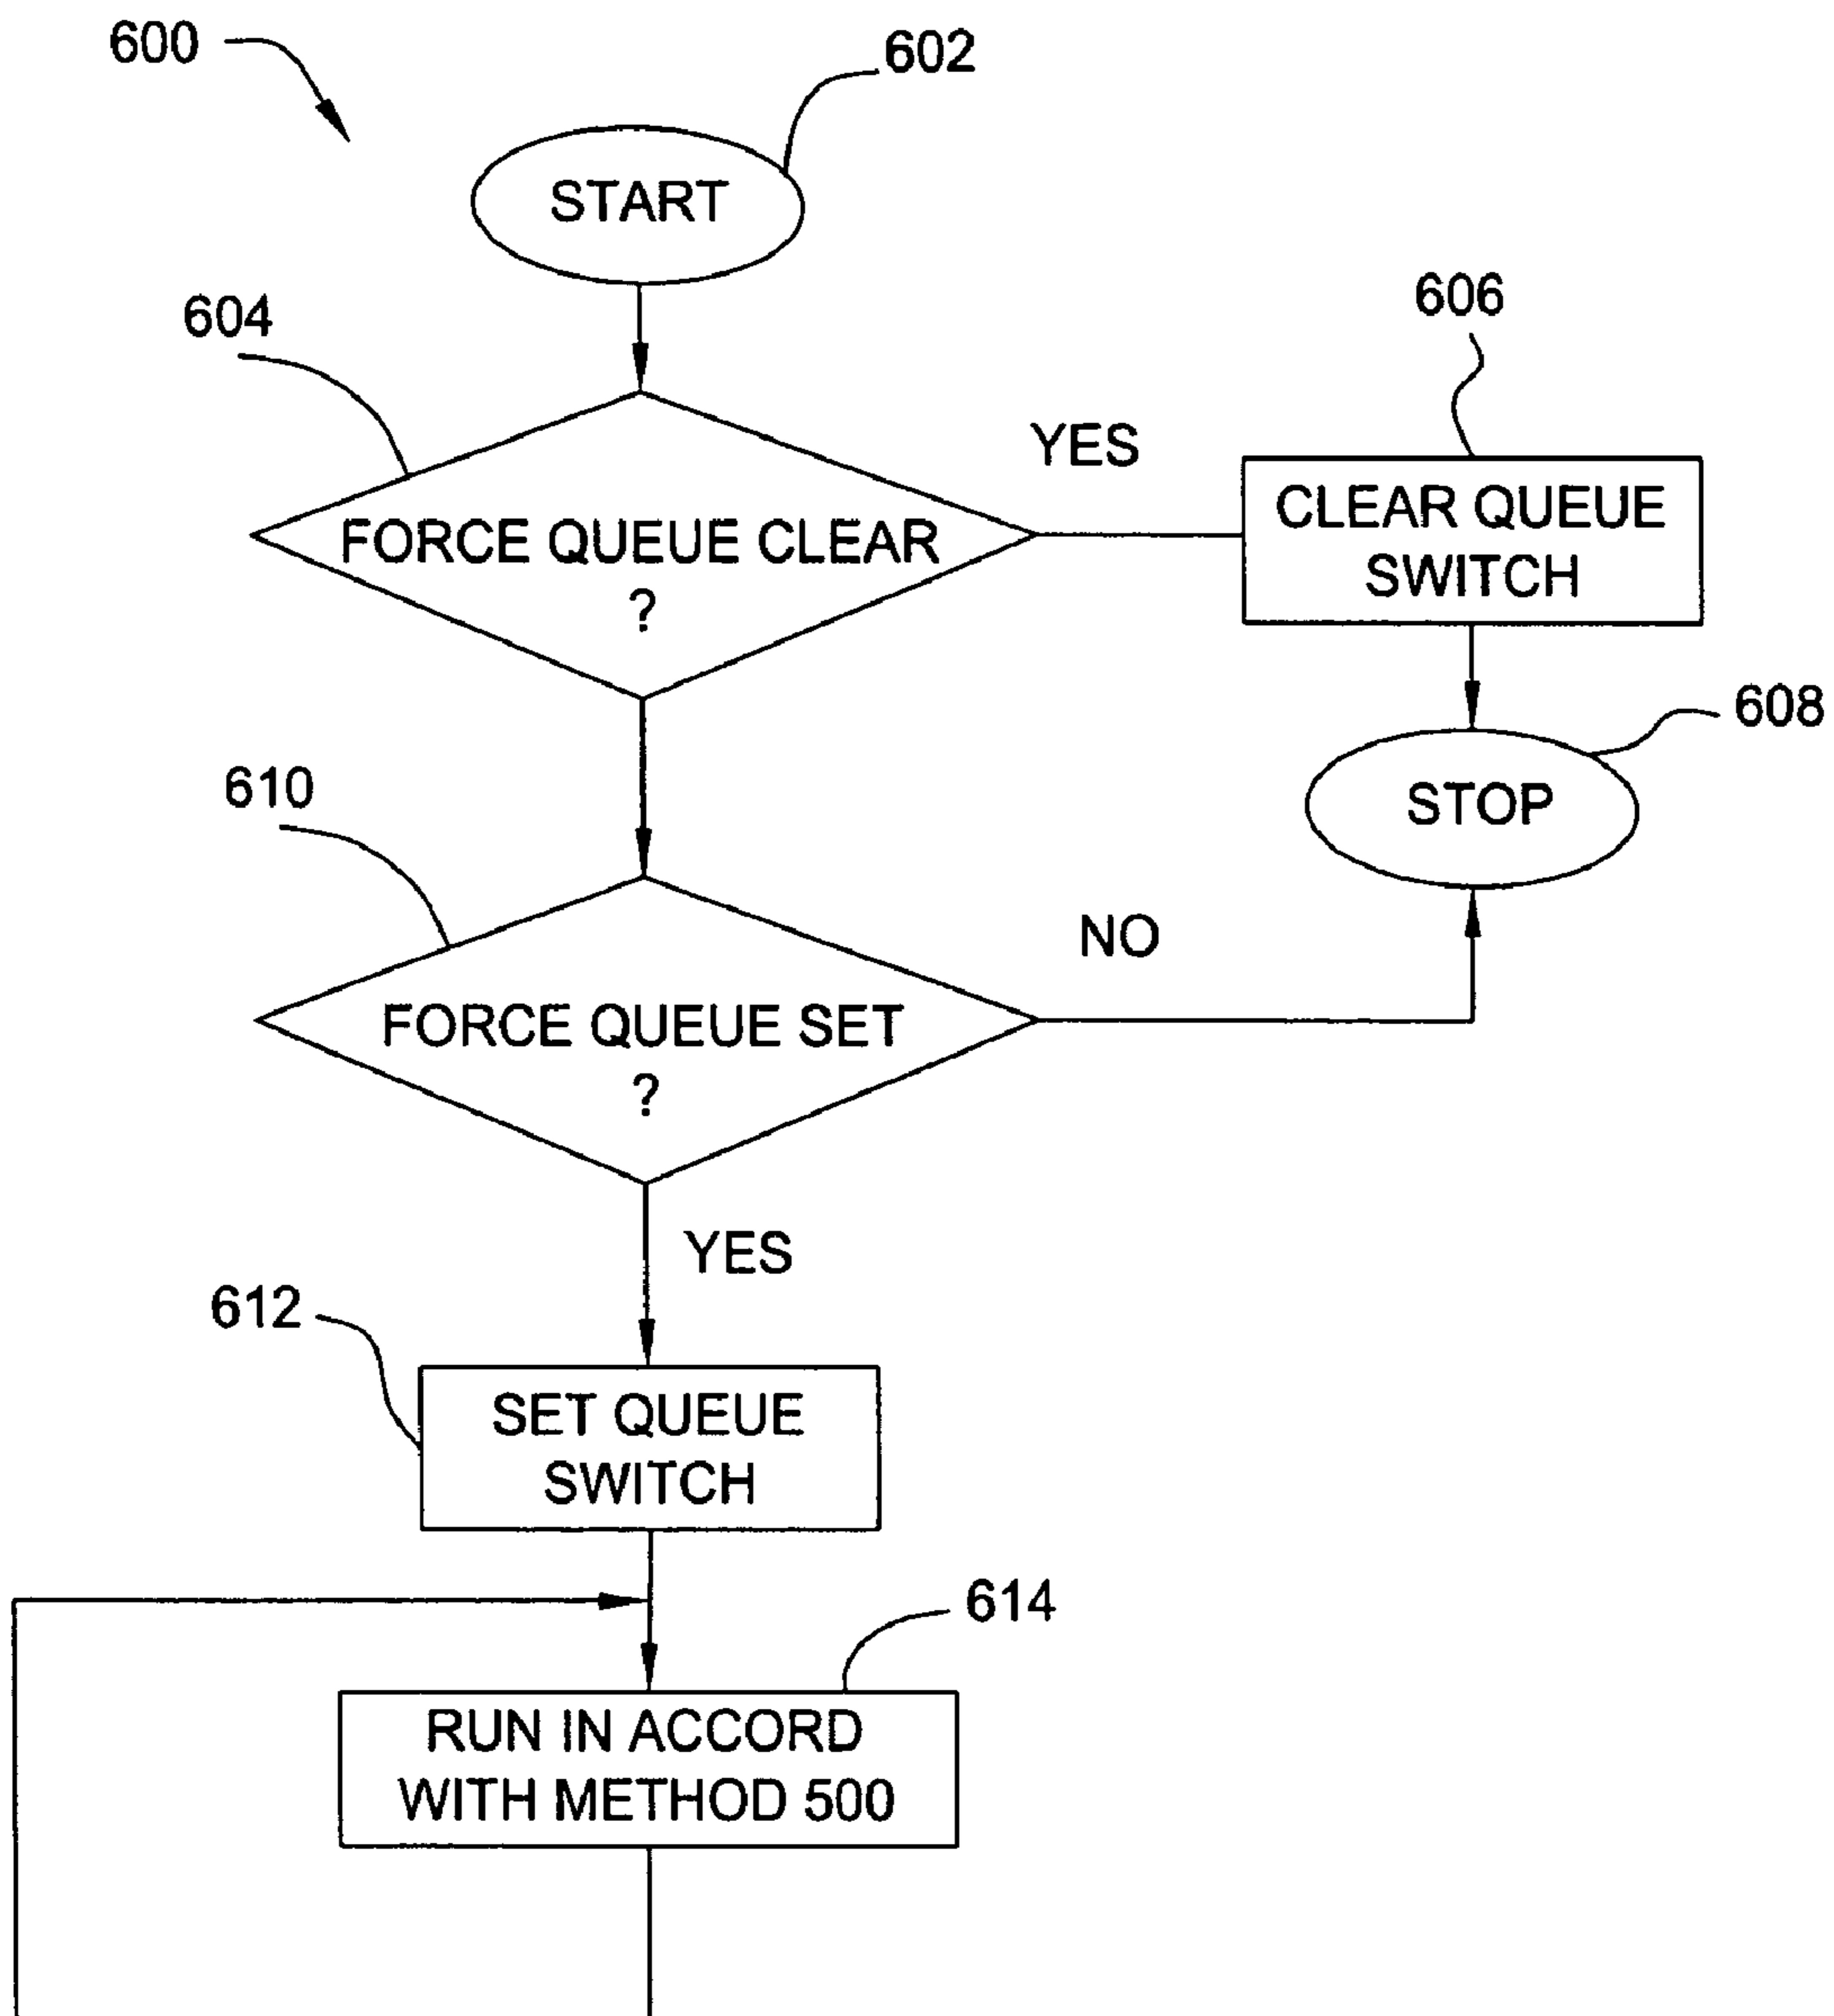 600
602
START
604
606
YES
FORCE QUEUE CLEAR
?
CLEAR QUEUE
SWITCH
608
STOP
610
NO
FORCE QUEUE SET
?
YES
612
SET QUEUE
SWITCH
614
RUN IN ACCORD
WITH METHOD 500